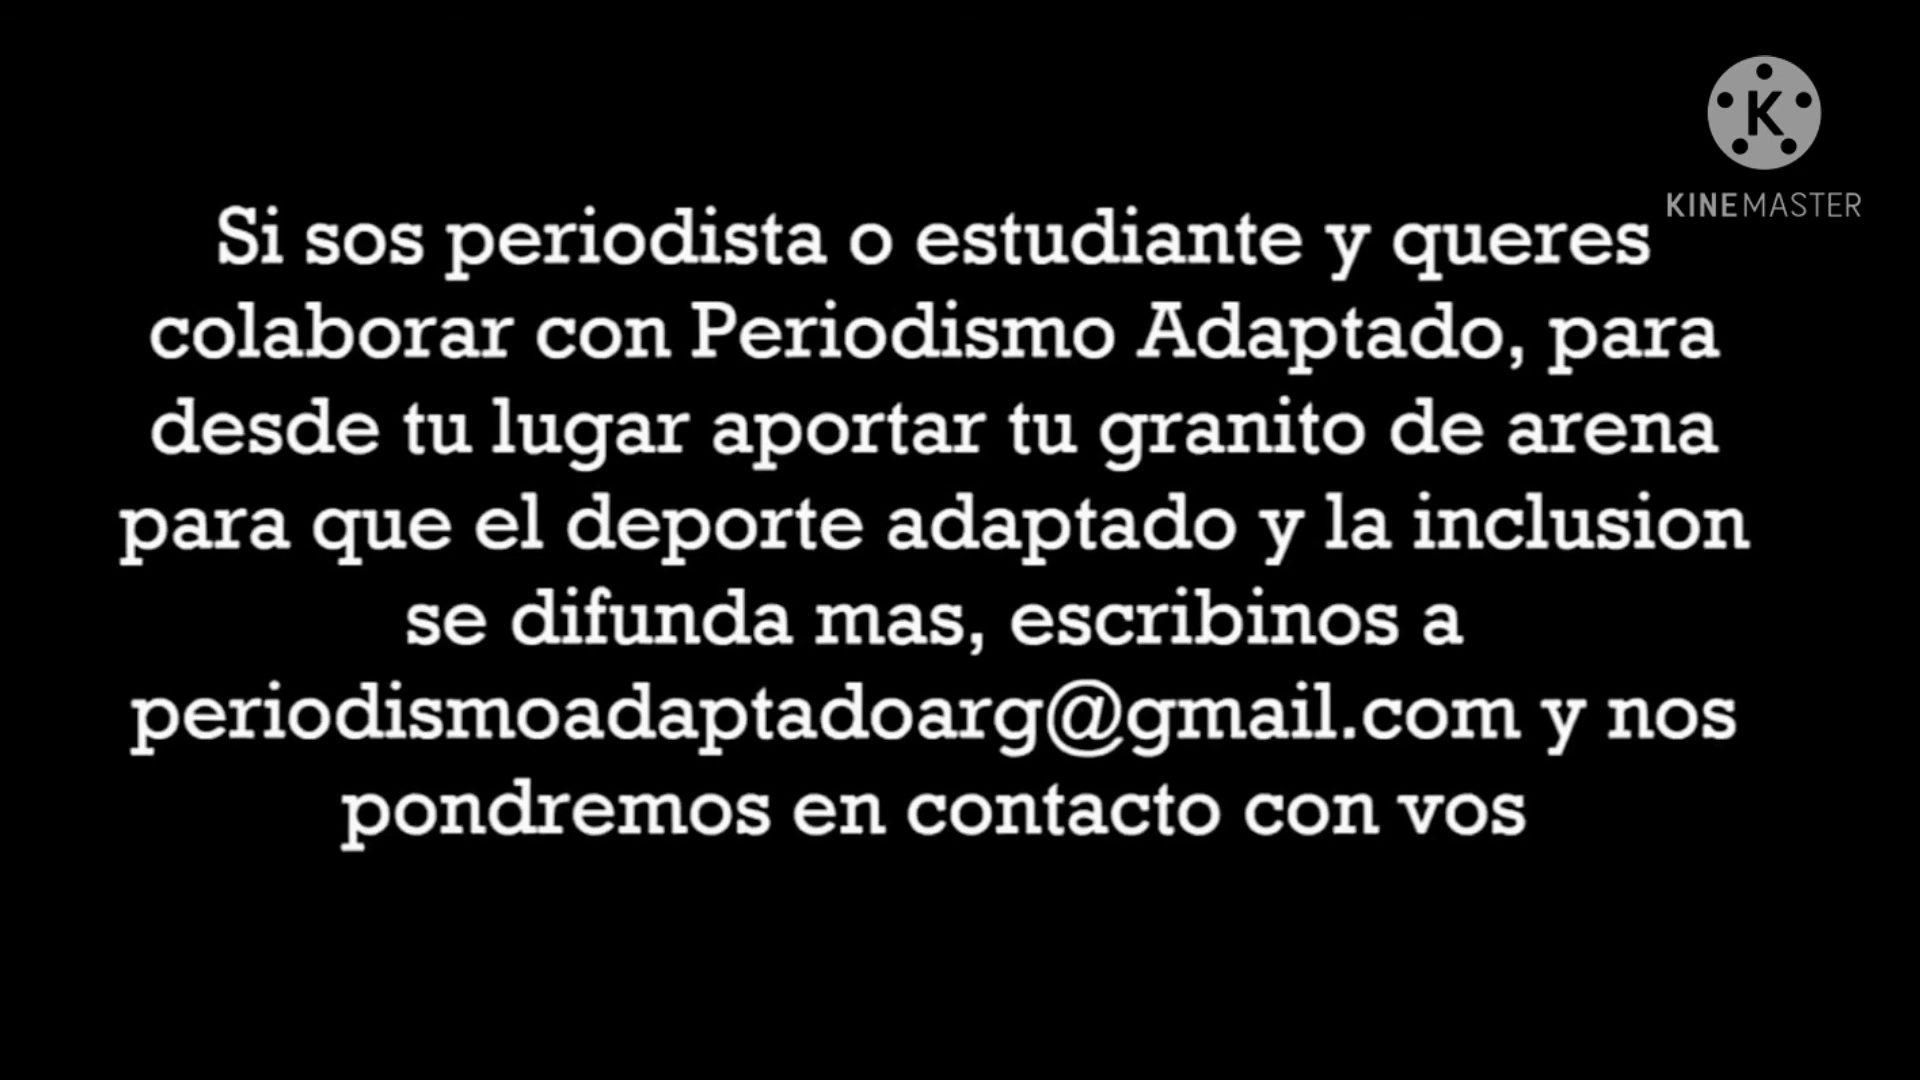 K
KINEMASTER
Si sos periodista o estudiante y queres
colaborar con Periodismo Adaptado, para
desde tu lugar aportar tu granito de arena
para que el deporte adaptado y la inclusion
se difunda mas, escribinos a
periodismoadaptadoarg@gmail.com y nos
pondremos en contacto con vos